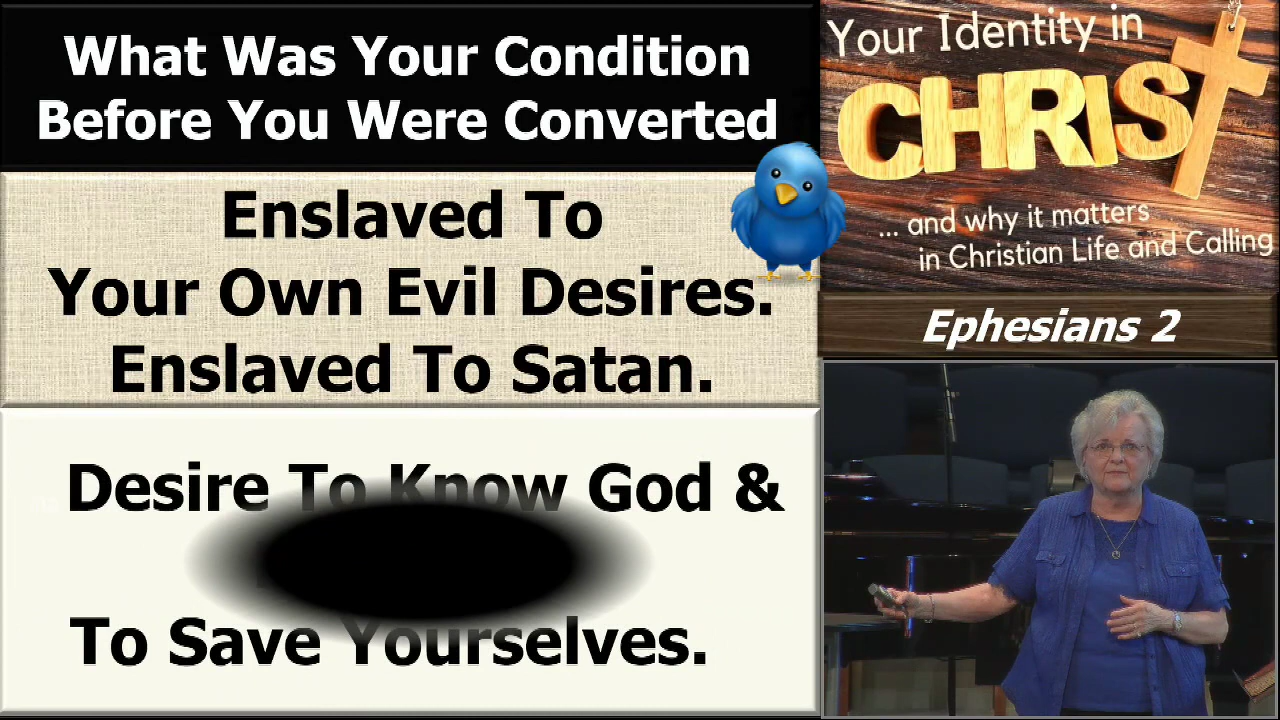 What Was Your Condition
Before You Were Converted
Enslaved To
Your Own Evil Desires.
Enslaved To Satan.
Desire To Know God &
To Save Yourselves.
Your Identity in
CHRIST
... and why it matters
in Christian Life and Calling
Ephesians 2